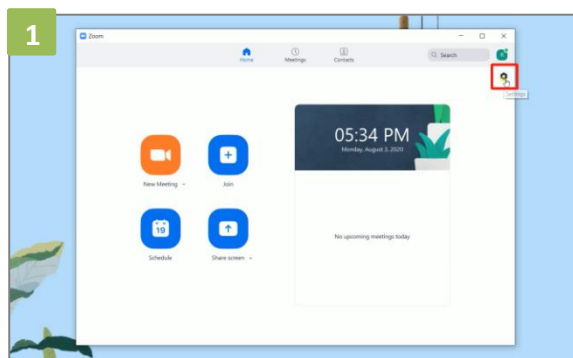 1
Zoom
Home
Meetings
Contacts
Search
Settings
05:34 PM
Monday, August 3, 2020
New Meeting
Join
19
Schedule
Share screen
No upcoming meetings today